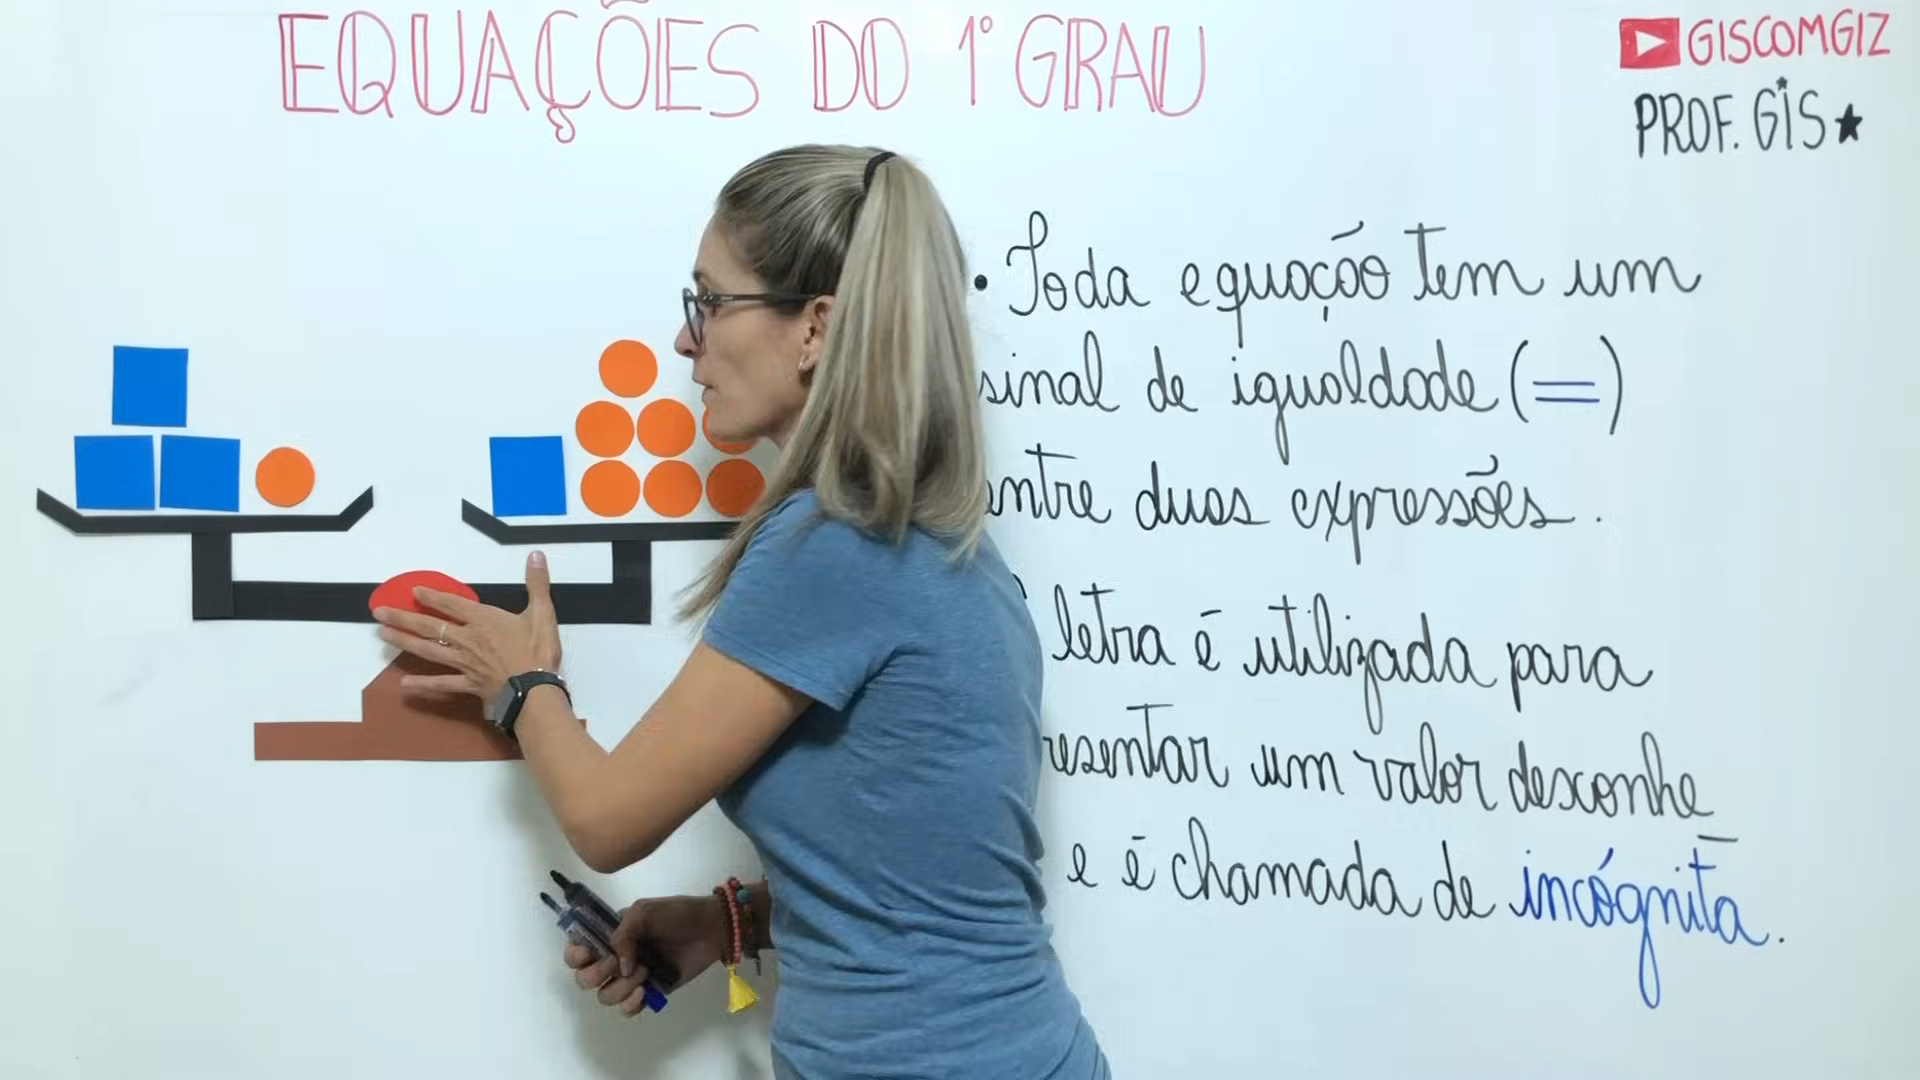 EQUAÇÕES DO 1º GRAU
GISCOMGIZ
PROF. GIS
• Toda equação tem um
sinal de igualdade (=)
entre duas expressões.
letra é utilizada para
resentar um valor desconhe
e é chamada de incógnita.